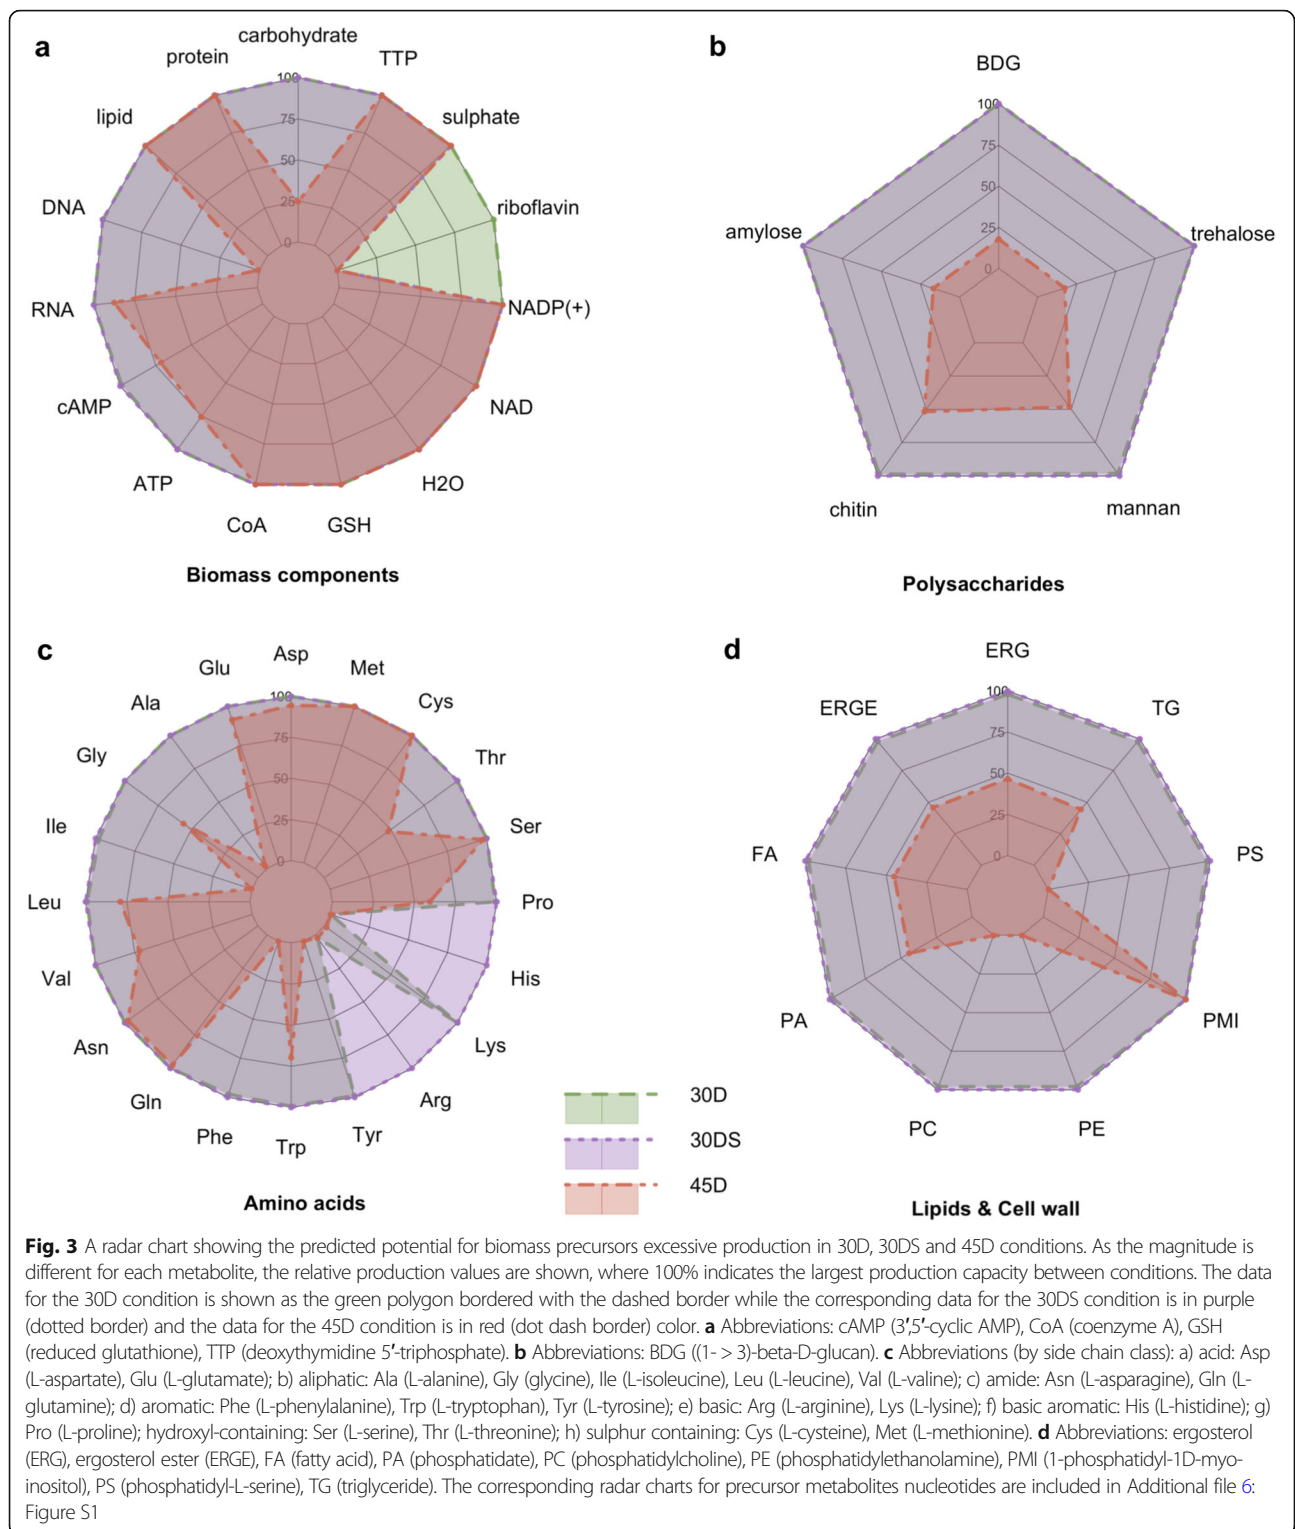 a
carbohydrate
protein
TTP
lipid
sulphate
100
75
50
25
0
DNA
riboflavin
RNA
NADP(+)
cAMP
NAD
ATP
H2O
CoA
GSH
Biomass components
b
BDG
100
75
50
25
0
amylose
trehalose
chitin
mannan
Polysaccharides
c
Asp
Glu
Met
Ala
Cys
100
75
50
25
0
Gly
Thr
Ile
Ser
Leu
Pro
Val
His
Asn
Lys
Gln
Arg
Phe
Tyr
Trp
Amino acids
d
ERG
100
75
50
25
0
ERGE
TG
FA
PS
PA
PMI
PC
PE
Lipids & Cell wall
30D
30DS
45D
Fig. 3 A radar chart showing the predicted potential for biomass precursors excessive production in 30D, 30DS and 45D conditions. As the magnitude is
different for each metabolite, the relative production values are shown, where 100% indicates the largest production capacity between conditions. The data
for the 30D condition is shown as the green polygon bordered with the dashed border while the corresponding data for the 30DS condition is in purple
(dotted border) and the data for the 45D condition is in red (dot dash border) color. a Abbreviations: cAMP (3′,5′-cyclic AMP), CoA (coenzyme A), GSH
(reduced glutathione), TTP (deoxythymidine 5′-triphosphate). b Abbreviations: BDG ((1- > 3)-beta-D-glucan). c Abbreviations (by side chain class): a) acid: Asp
(L-aspartate), Glu (L-glutamate); b) aliphatic: Ala (L-alanine), Gly (glycine), Ile (L-isoleucine), Leu (L-leucine), Val (L-valine); c) amide: Asn (L-asparagine), Gln (L-
glutamine); d) aromatic: Phe (L-phenylalanine), Trp (L-tryptophan), Tyr (L-tyrosine); e) basic: Arg (L-arginine), Lys (L-lysine); f) basic aromatic: His (L-histidine); g)
Pro (L-proline); hydroxyl-containing: Ser (L-serine), Thr (L-threonine); h) sulphur containing: Cys (L-cysteine), Met (L-methionine). d Abbreviations: ergosterol
(ERG), ergosterol ester (ERGE), FA (fatty acid), PA (phosphatidate), PC (phosphatidylcholine), PE (phosphatidylethanolamine), PMI (1-phosphatidyl-1D-myo-
inositol), PS (phosphatidyl-L-serine), TG (triglyceride). The corresponding radar charts for precursor metabolites nucleotides are included in Additional file 6:
Figure S1